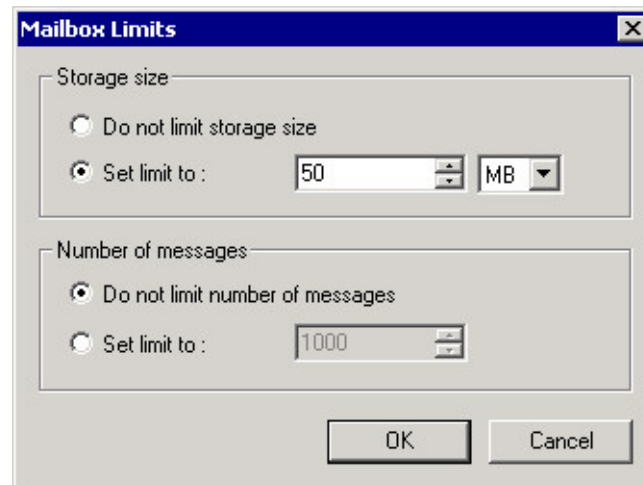 Mailbox Limits
Storage size
Do not limit storage size
Set limit to : 50 MB
Number of messages
Do not limit number of messages
Set limit to : 1000
OK Cancel